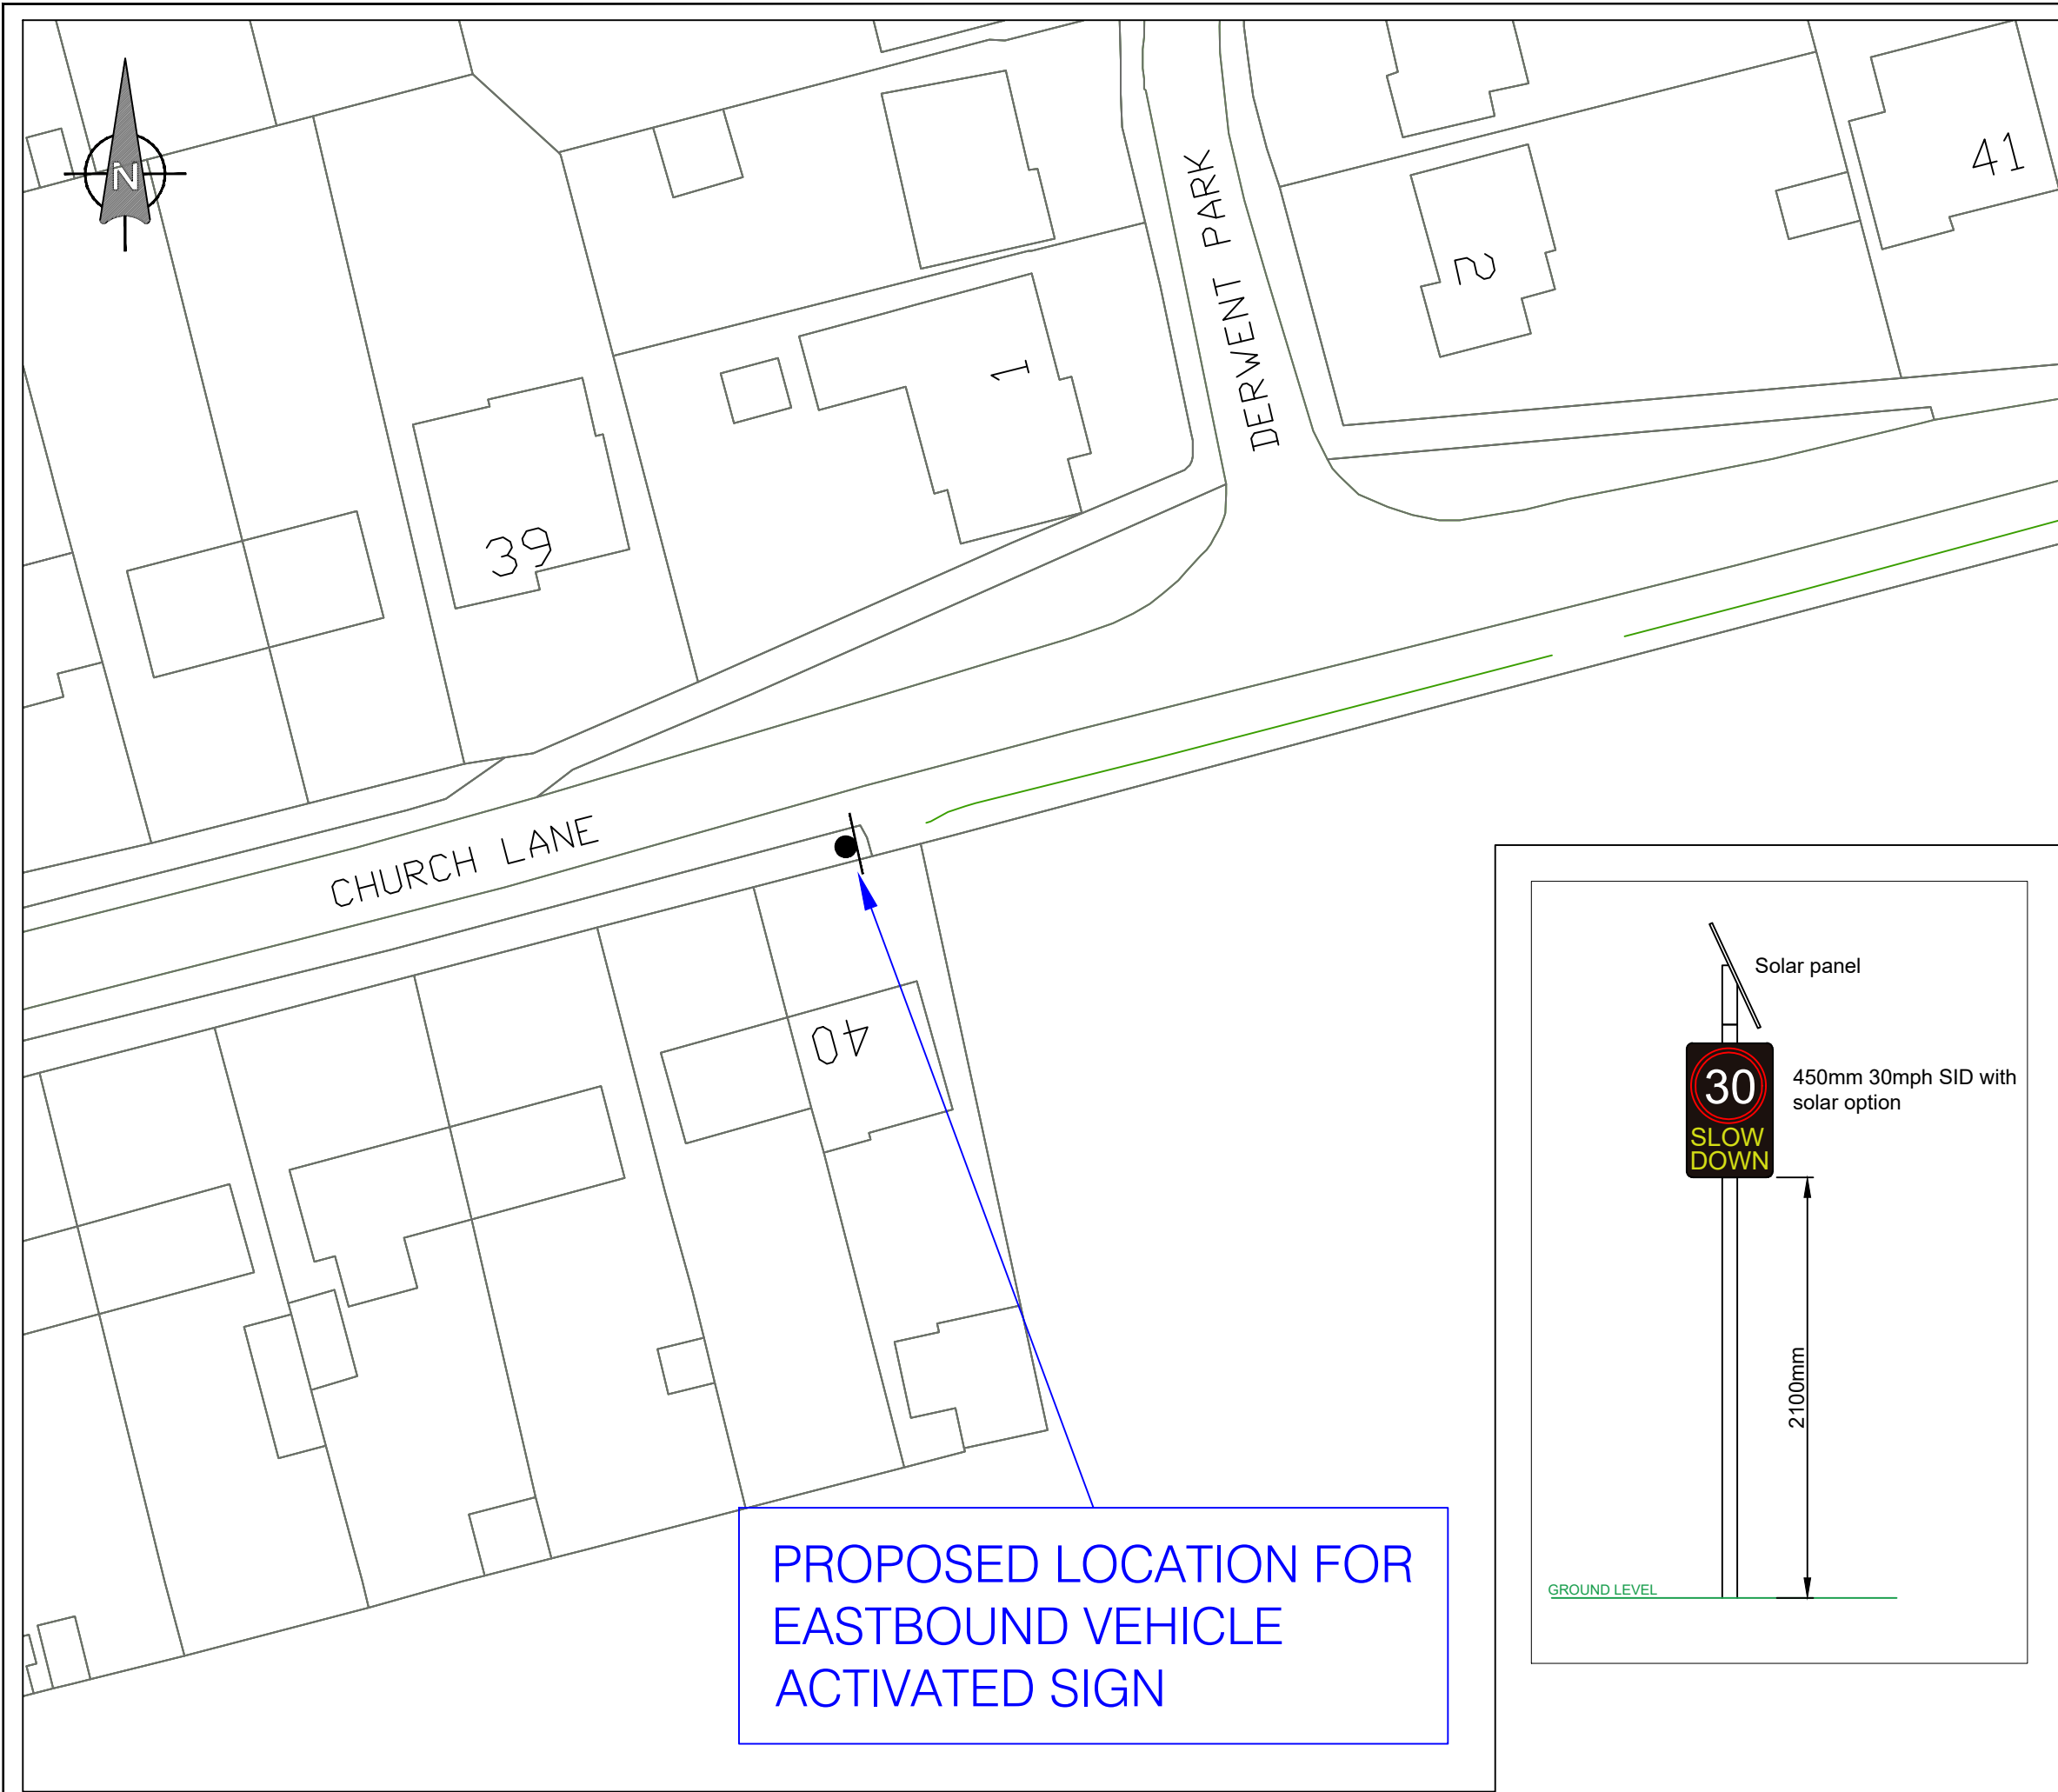 N
DERWENT PARK
41
2
1
39
CHURCH LANE
40
Solar panel
30
SLOW
DOWN
450mm 30mph SID with
solar option
2100mm
GROUND LEVEL
PROPOSED LOCATION FOR
EASTBOUND VEHICLE
ACTIVATED SIGN